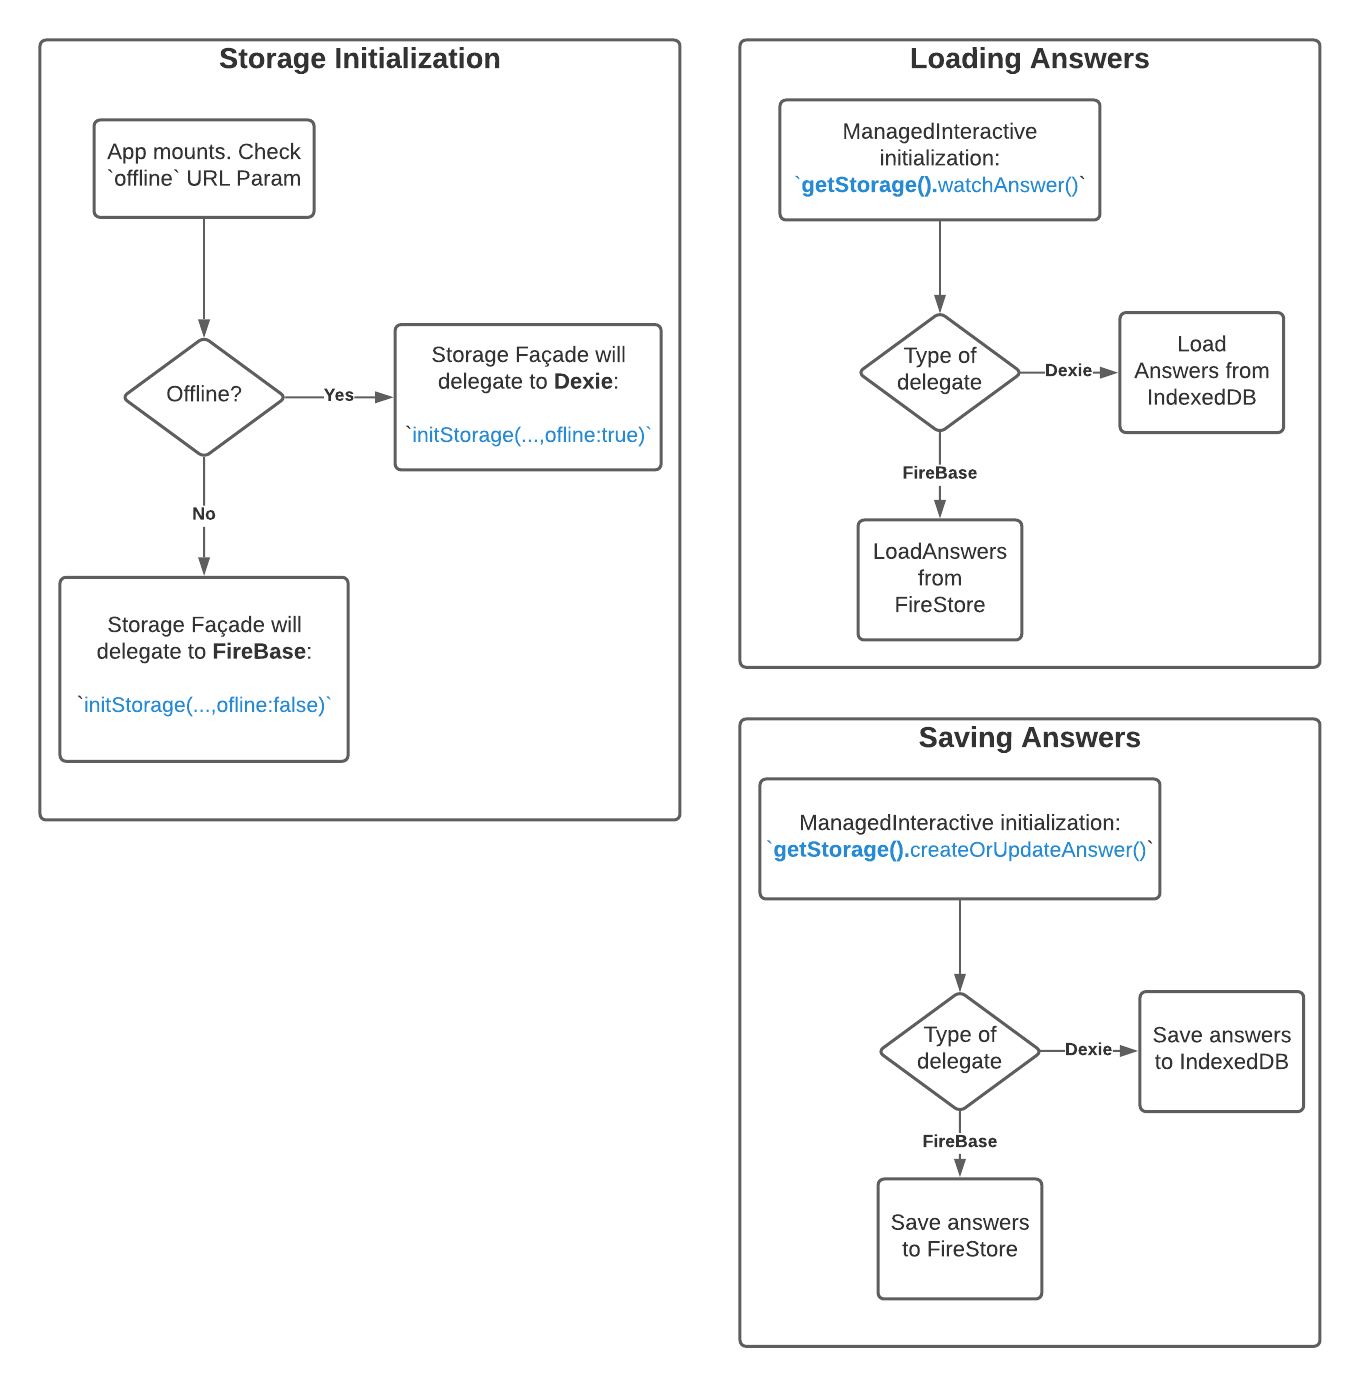 Storage Initialization
App mounts. Check
`offline` URL Param
Offline?
Yes
Storage Façade will
delegate to Dexie:
`initStorage(...,ofline:true)`
No
Storage Façade will
delegate to FireBase:
`initStorage(...,ofline:false)`
Loading Answers
ManagedInteractive
initialization:
`getStorage().watchAnswer()`
Type of
delegate
Dexie
Load
Answers from
IndexedDB
FireBase
LoadAnswers
from
FireStore
Saving Answers
ManagedInteractive initialization:
`getStorage().createOrUpdateAnswer()`
Type of
delegate
Dexie
Save answers
to IndexedDB
FireBase
Save answers
to FireStore